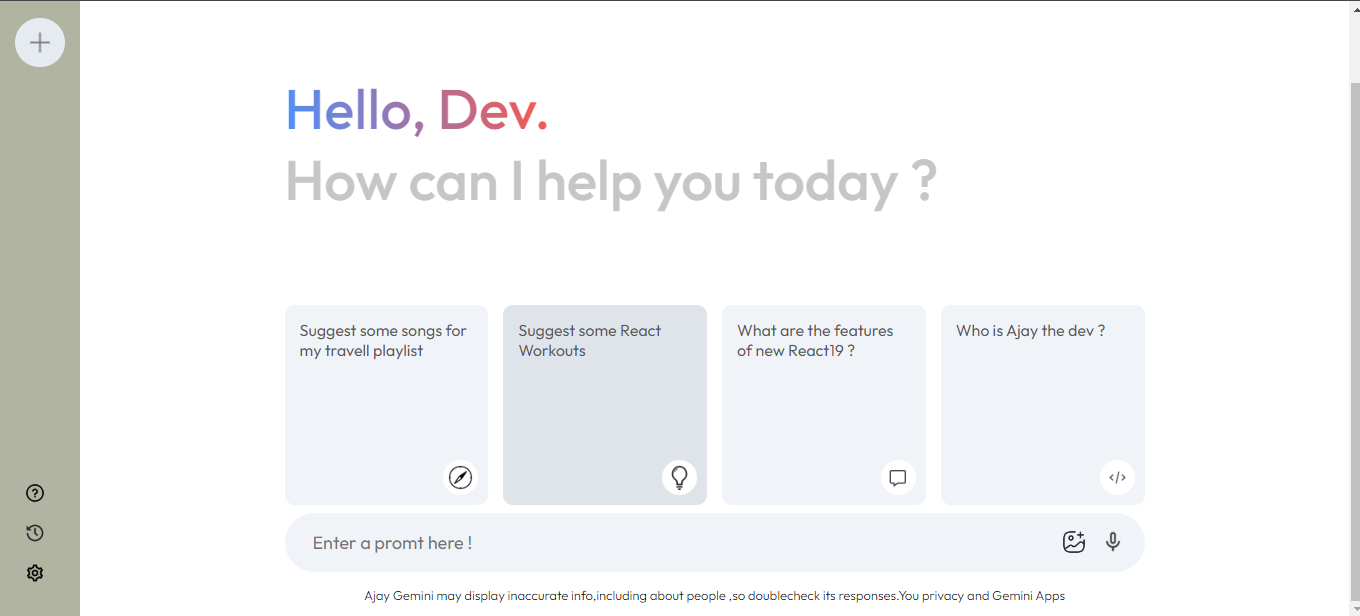 Hello, Dev.
How can I help you today ?
Suggest some songs for
my travell playlist
Suggest some React
Workouts
What are the features
of new React19 ?
Who is Ajay the dev ?
Enter a promt here !
Ajay Gemini may display inaccurate info,including about people ,so doublecheck its responses.You privacy and Gemini Apps